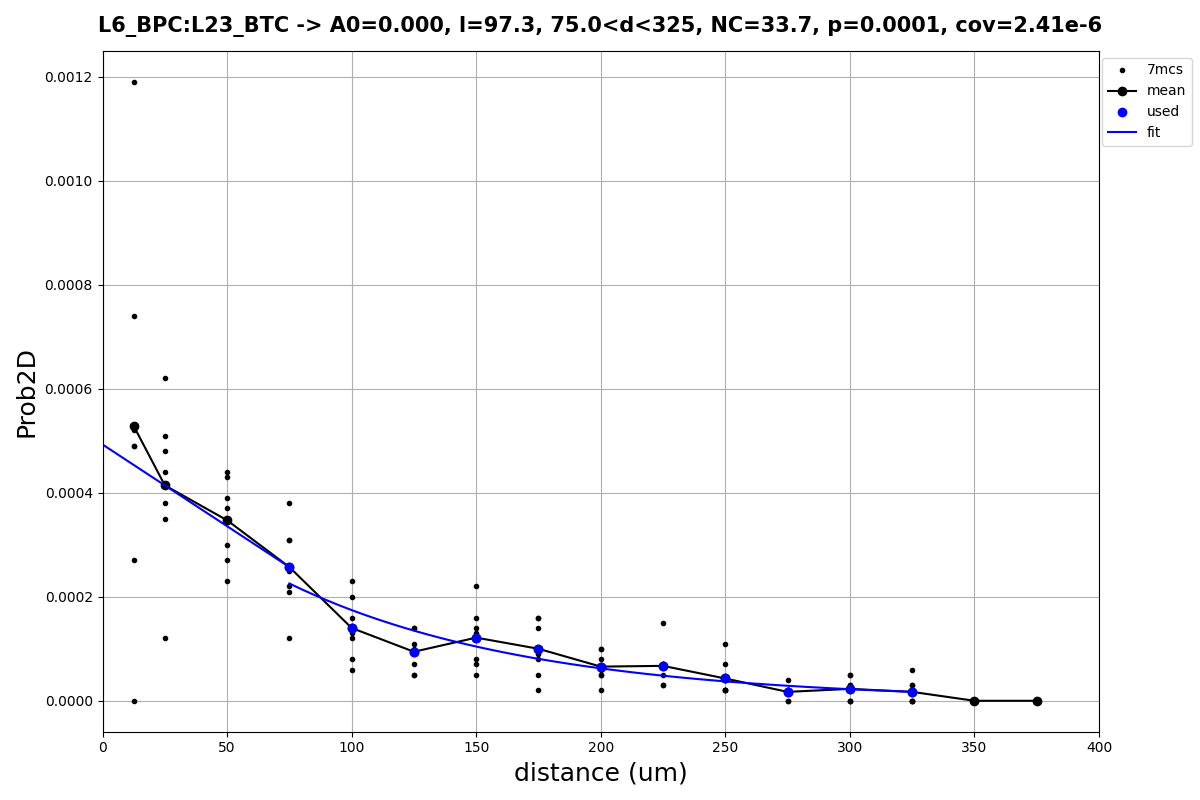 L6_BPC:L23_BTC -> A0=0.000, l=97.3, 75.0<d<325, NC=33.7, p=0.0001, cov=2.41e-6
7mcs
mean
used
fit
0.0012
0.0010
0.0008
0.0006
0.0004
0.0002
0.0000
Prob2D
0 50 100 150 200 250 300 350 400
distance (um)